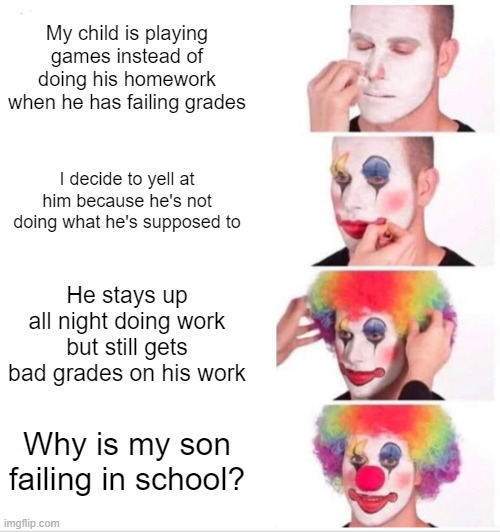 My child is playing
games instead of
doing his homework
when he has failing grades
I decide to yell at
him because he's not
doing what he's supposed to
He stays up
all night doing work
but still gets
bad grades on his work
Why is my son
failing in school?
imgflip.com